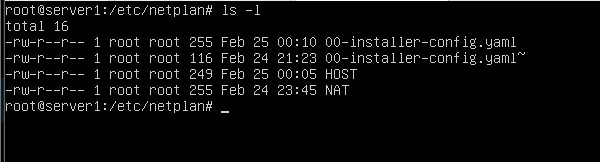 root@server1:/etc/netplan# ls -l
total 16
-rw-r--r-- 1 root root 255 Feb 25 00:10 00-installer-config.yaml
-rw-r--r-- 1 root root 116 Feb 24 21:23 00-installer-config.yaml~
-rw-r--r-- 1 root root 249 Feb 25 00:05 HOST
-rw-r--r-- 1 root root 255 Feb 24 23:45 NAT
root@server1:/etc/netplan# _